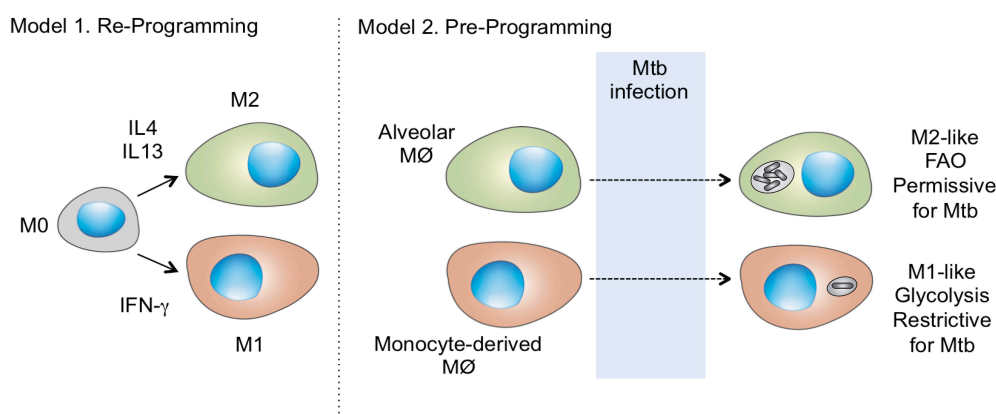 Model 1. Re-Programming
M2
IL4
IL13
M0
IFN-γ
M1
Model 2. Pre-Programming
Mtb
infection
Alveolar
MØ
M2-like
FAO
Permissive
for Mtb
Monocyte-derived
MØ
M1-like
Glycolysis
Restrictive
for Mtb